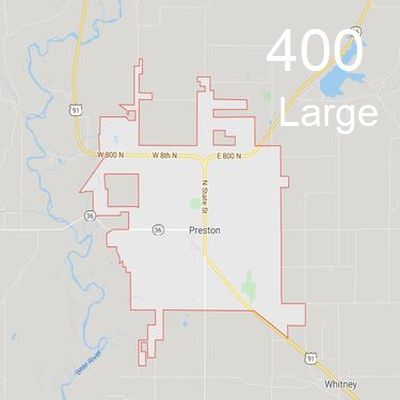 400
Large
91
W 800 N
W 8th N
E 800 N
N State St
36
36
Preston
Bear River
91
Whitney